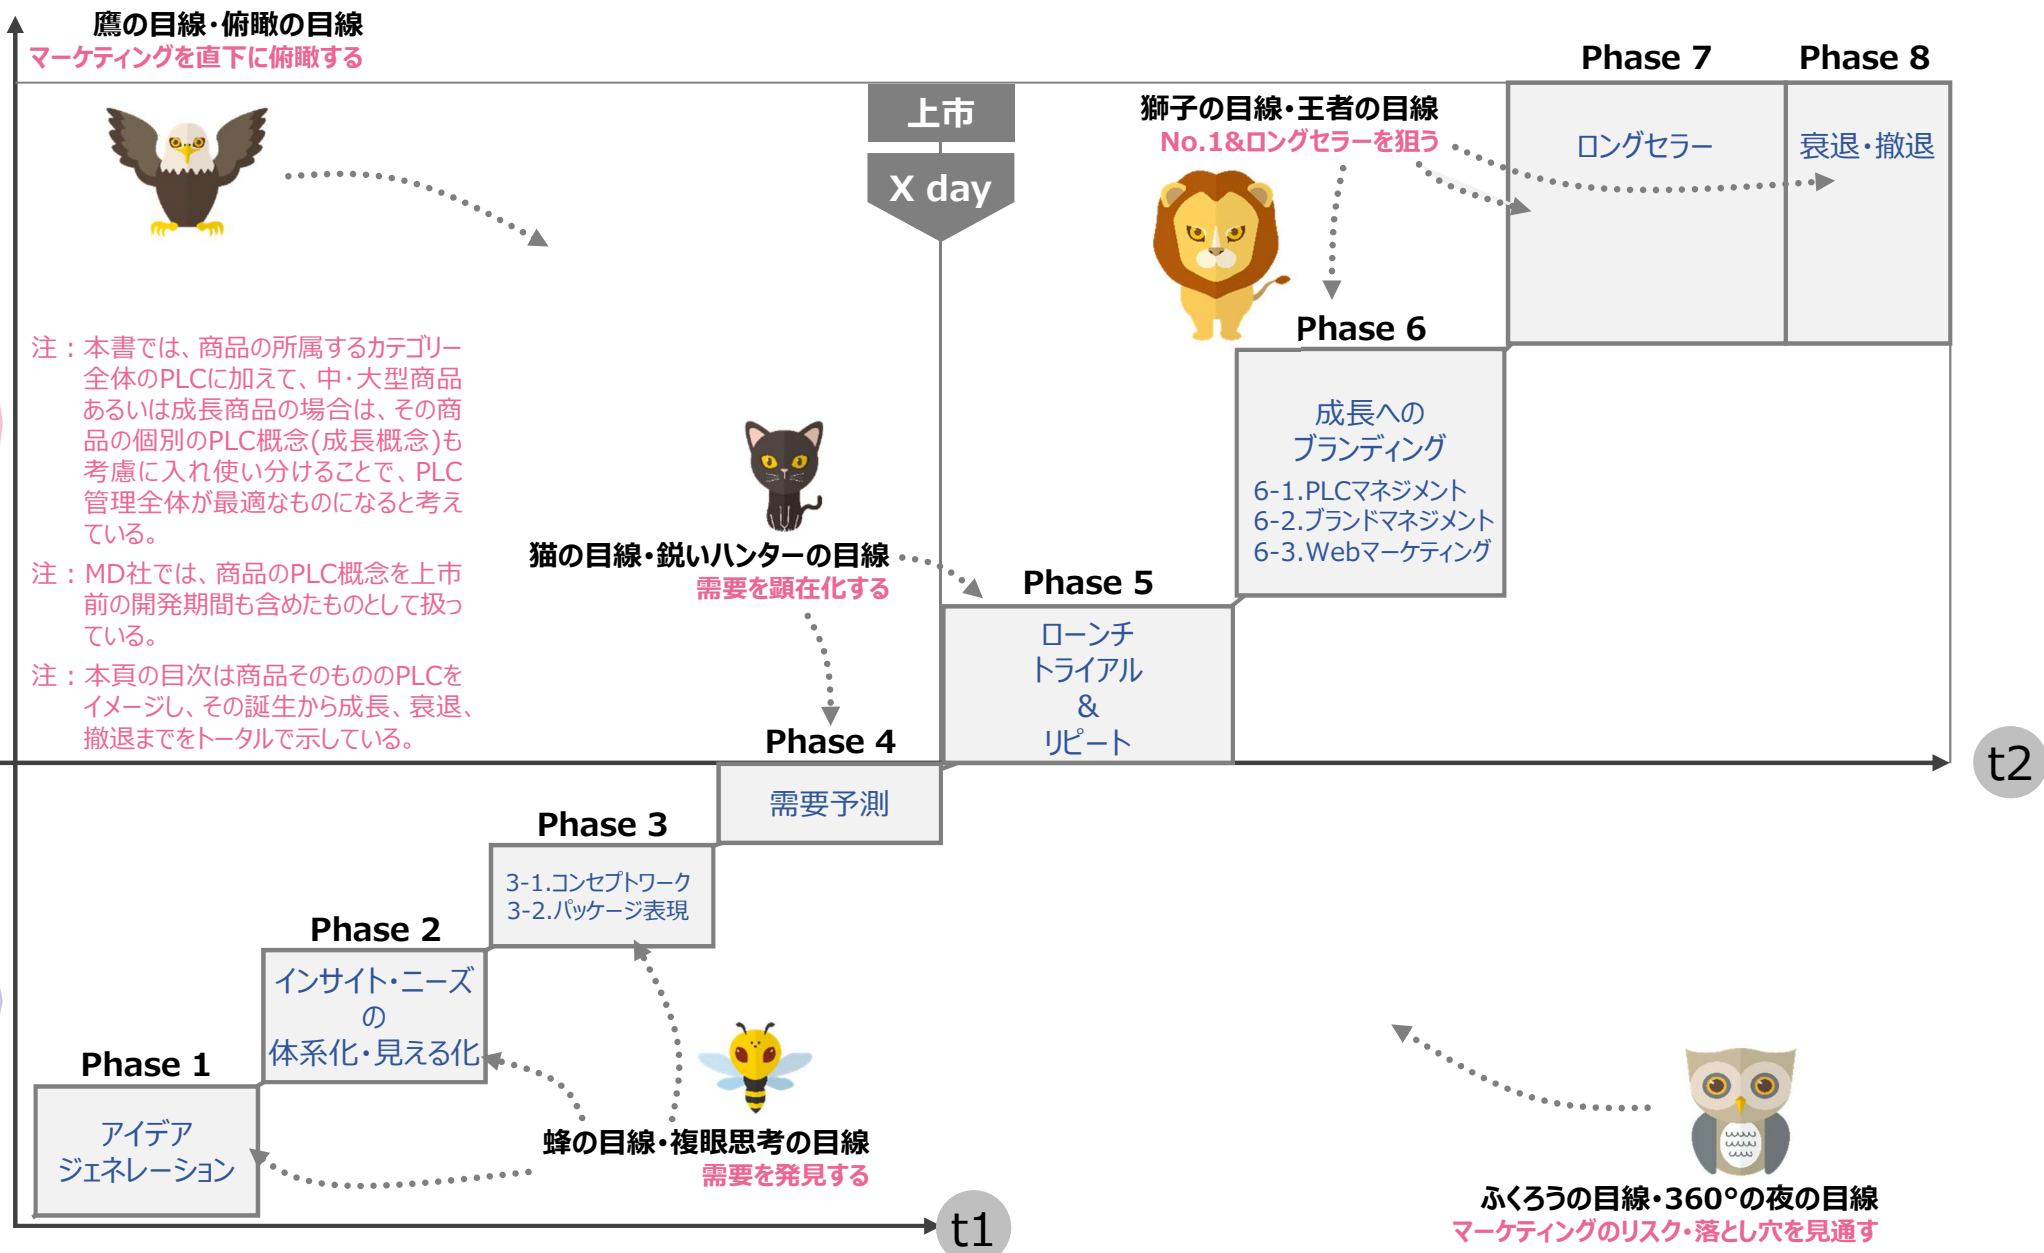 鷹の目線・俯瞰の目線
マーケティングを直下に俯瞰する
Phase 7
Phase 8
上市
X day
獅子の目線・王者の目線
No.1&ロングセラーを狙う
ロングセラー
衰退・撤退
注：本書では、商品の所属するカテゴリー
全体のPLCに加えて、中・大型商品
あるいは成長商品の場合は、その商
品の個別のPLC概念(成長概念)も
考慮に入れ使い分けることで、PLC
管理全体が最適なものになると考え
ている。
注：MD社では、商品のPLC概念を上市
前の開発期間も含めたものとして扱っ
ている。
注：本頁の目次は商品そのもののPLCを
イメージし、その誕生から成長、衰退、
撤退までをトータルで示している。
Phase 6
成長への
ブランディング
6-1.PLCマネジメント
6-2.ブランドマネジメント
6-3.Webマーケティング
猫の目線・鋭いハンターの目線
需要を顕在化する
Phase 5
ローンチ
トライアル
&
リピート
Phase 4
需要予測
t2
Phase 3
3-1.コンセプトワーク
3-2.パッケージ表現
Phase 2
インサイト・ニーズ
の
体系化・見える化
Phase 1
アイデア
ジェネレーション
蜂の目線・複眼思考の目線
需要を発見する
t1
ふくろうの目線・360°の夜の目線
マーケティングのリスク・落とし穴を見通す